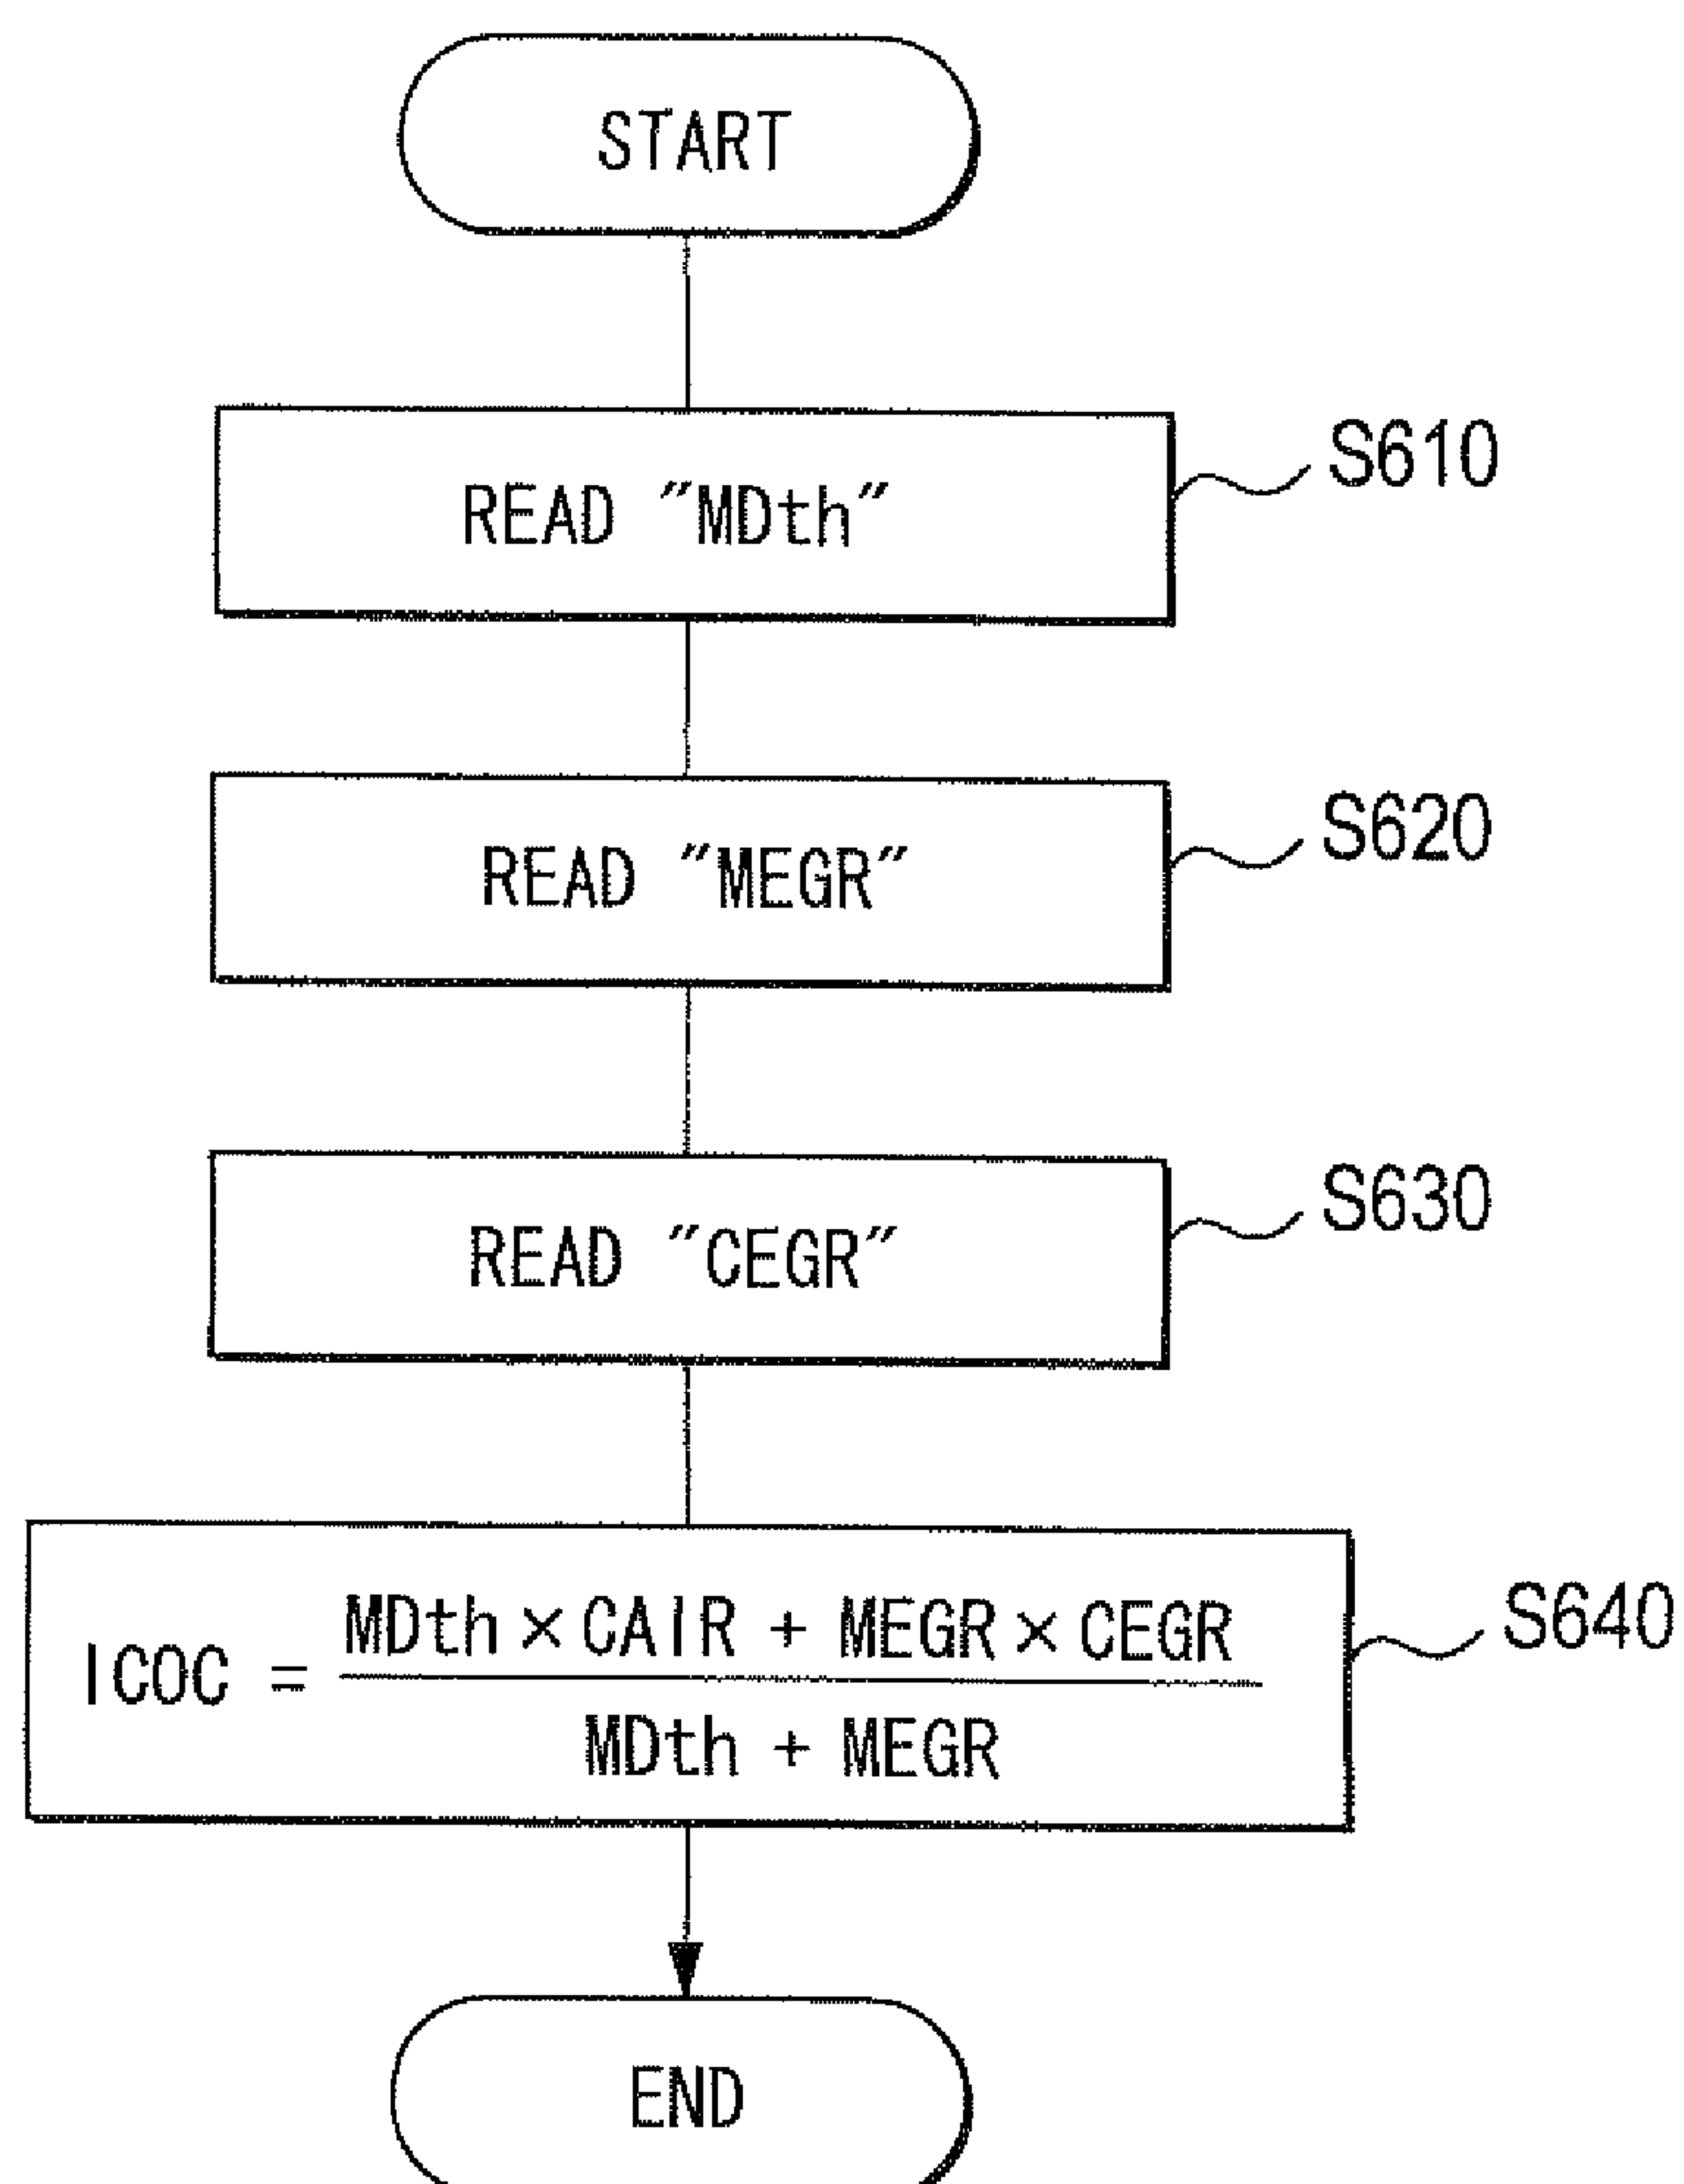 START
READ "MDth"
S610
READ "MEGR"
S620
READ "CEGR"
S630
ICOC = MDth × CAIR + MEGR × CEGR
MDth + MEGR
S640
END